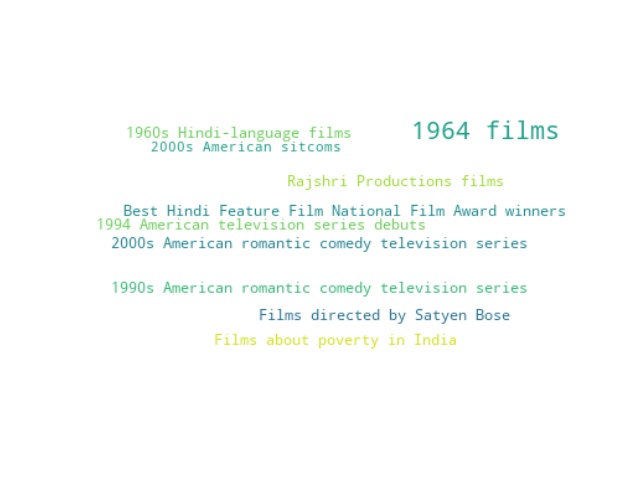 1964 films
1960s Hindi-language films
2000s American sitcoms
Rajshri Productions films
Best Hindi Feature Film National Film Award winners
1994 American television series debuts
2000s American romantic comedy television series
1990s American romantic comedy television series
Films directed by Satyen Bose
Films about poverty in India